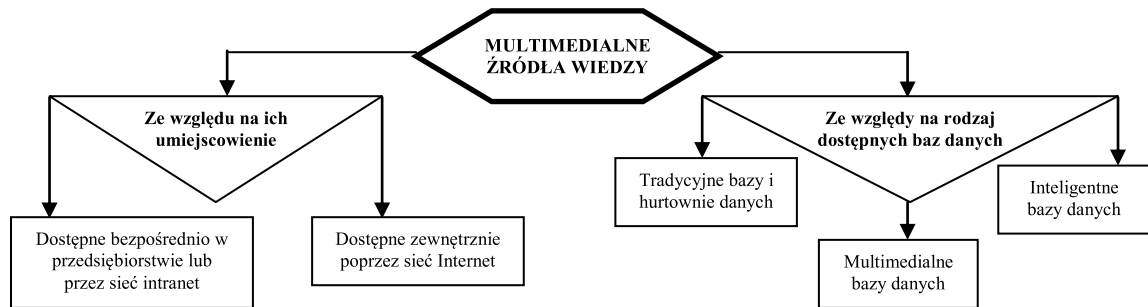 MULTIMEDIALNE
ŹRÓDŁA WIEDZY
Ze względu na ich
umiejscowienie
Dostępne bezpośrednio w
przedsiębiorstwie lub
przez sieć intranet
Dostępne zewnętrznie
poprzez sieć Internet
Ze względy na rodzaj
dostępnych baz danych
Tradycyjne bazy i
hurtownie danych
Multimedialne
bazy danych
Inteligentne
bazy danych